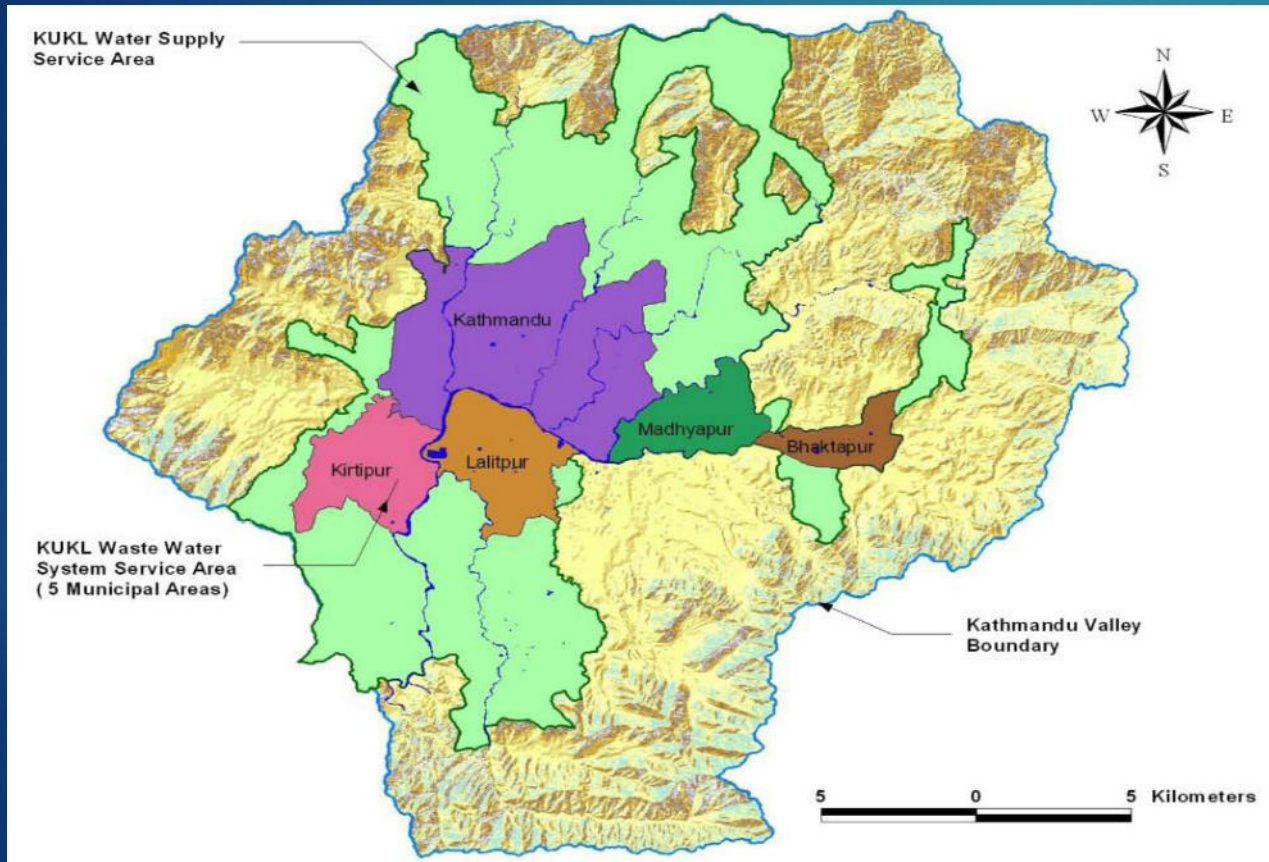 KUKL Water Supply
Service Area
N
W
E
S
Kathmandu
Madhyapur
Bhaktapur
Kirtipur
Lalitpur
KUKL Waste Water
System Service Area
( 5 Municipal Areas)
Kathmandu Valley
Boundary
5 0 5 Kilometers